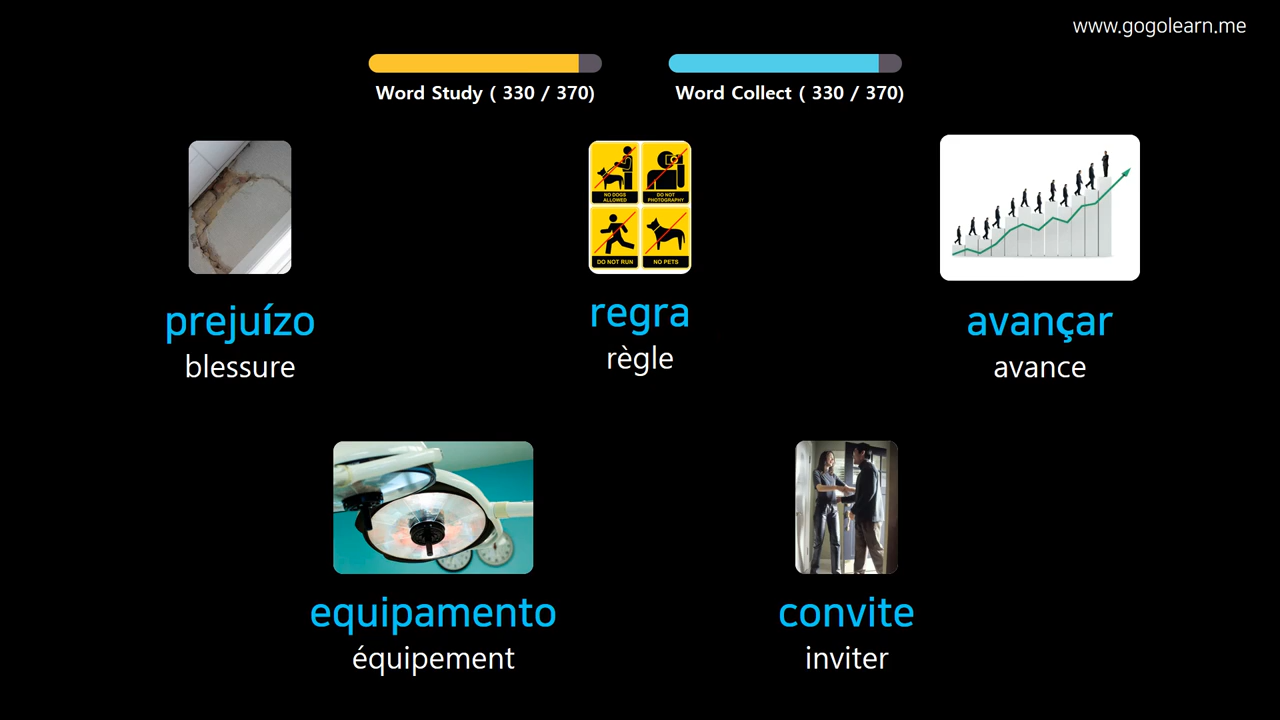 www.gogolearn.me
Word Study ( 330 / 370)
Word Collect ( 330 / 370)
NO DOGS
ALLOWED
DO NOT
PHOTOGRAPHY
DO NOT RUN
NO PETS
prejuízo
blessure
regra
règle
avançar
avance
equipamento
équipement
convite
inviter